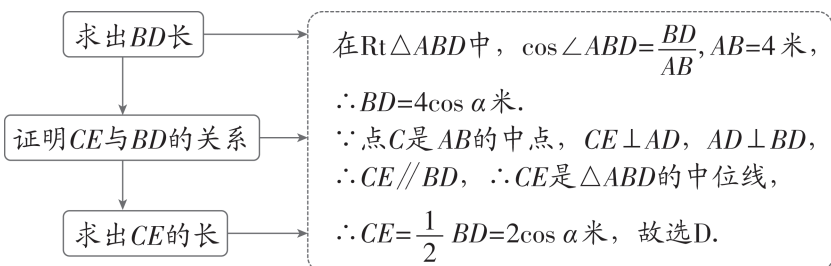 求出BD长
证明CE与BD的关系
求出CE的长
在Rt△ABD中，cos∠ABD=BD/AB, AB=4米，
∴BD=4cos α米.
∵点C是AB的中点，CE⊥AD，AD⊥BD，
∴CE∥BD，∴CE是△ABD的中位线，
∴CE=1/2 BD=2cos α米，故选D.